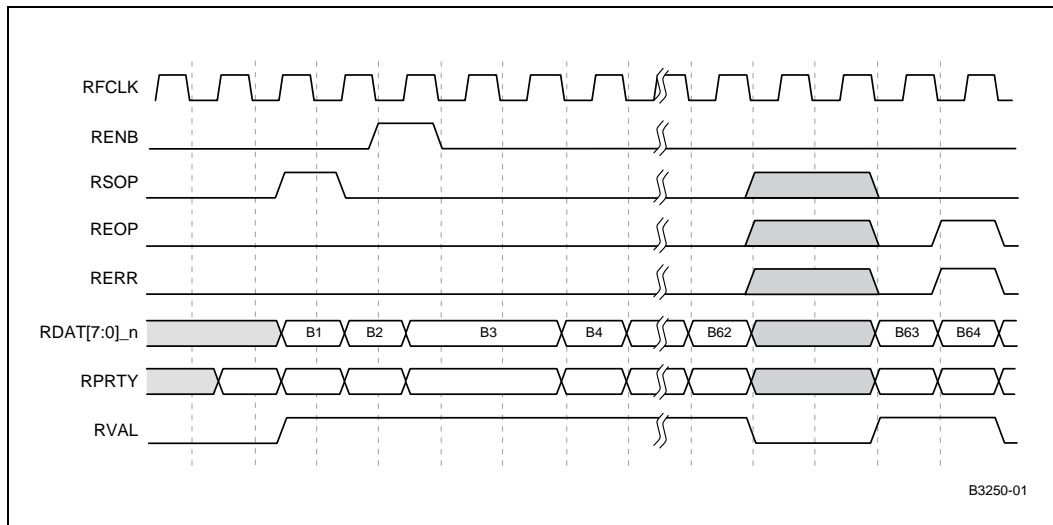 RFCLK
RENB
RSOP
REOP
RERR
RDAT[7:0]_n B1 B2 B3 B4 B62 B63 B64
RPRTY
RVAL
B3250-01